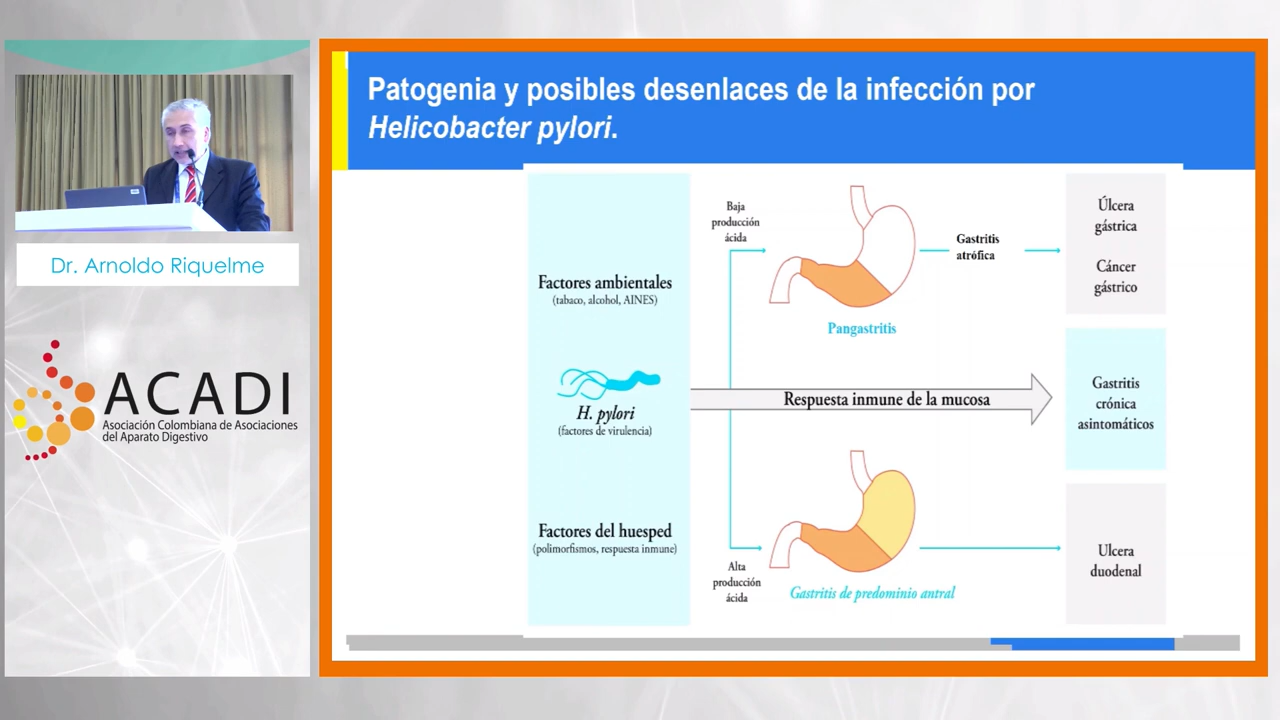 Patogenia y posibles desenlaces de la infección por
Helicobacter pylori.
Dr. Arnoldo Riquelme
ACADI
Asociación Colombiana de Asociaciones
del Aparato Digestivo
Factores ambientales
(tabaco, alcohol, AINES)
H. pylori
(factores de virulencia)
Factores del huesped
(polimorfismos, respuesta inmune)
Baja
producción
ácida
Pangastritis
Gastritis
atrófica
Úlcera
gástrica
Cáncer
gástrico
Respuesta inmune de la mucosa
Gastritis
crónica
asintomáticos
Alta
producción
ácida
Gastritis de predominio antral
Ulcera
duodenal